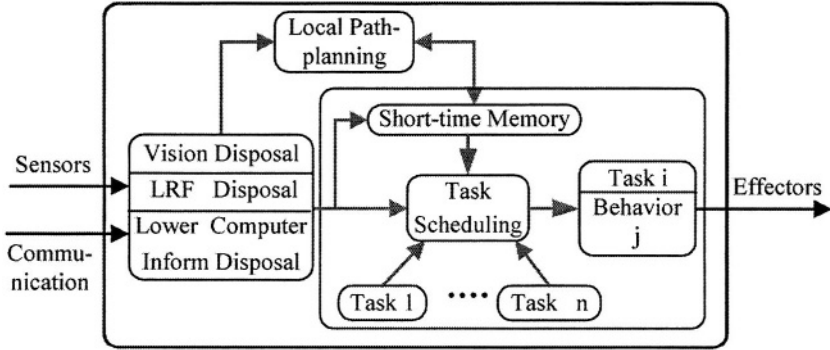 Local Path-
planning
Short-time Memory
Sensors
Vision Disposal
LRF Disposal
Lower Computer
Inform Disposal
Commu-
nication
Task
Scheduling
Task i
Behavior
j
Effectors
Task 1
....
Task n